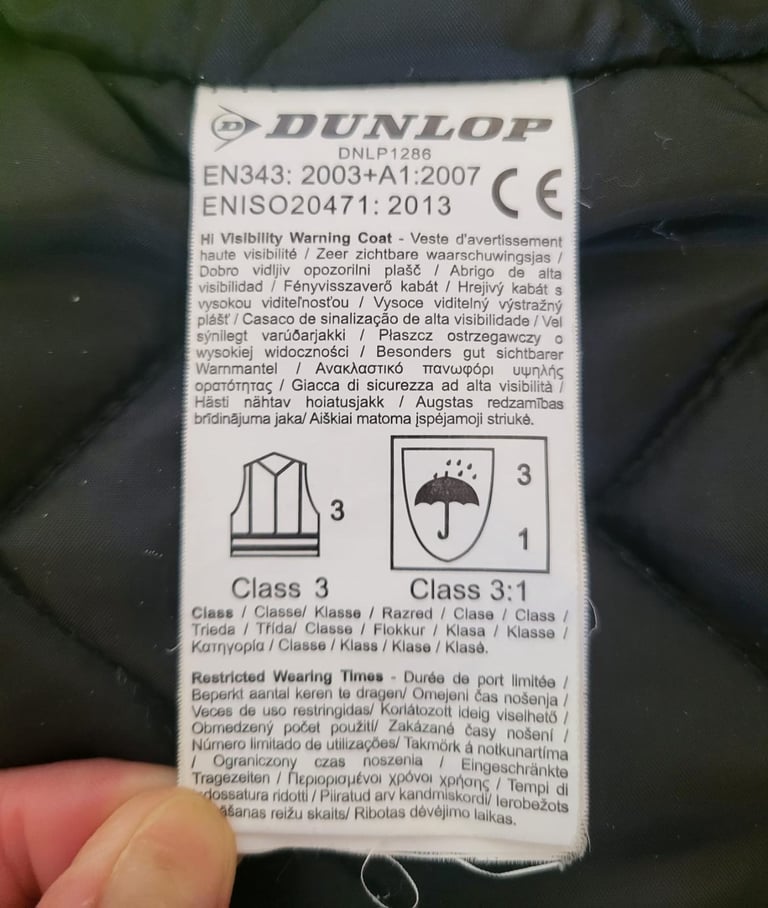 D DUNLOP
DNLP1286
EN343: 2003+A1:2007 CE
ENISO20471: 2013
Hi Visibility Warning Coat - Veste d'avertissement
haute visibilité / Zeer zichtbare waarschuwingsjas /
Dobro vidljiv opozorilni plašč / Abrigo de alta
visibilidad / Fényvisszaverő kabát / Hrejivý kabát s
vysokou viditeľnosťou / Vysoce viditelný výstražný
plášť / Casaco de sinalização de alta visibilidade / Vel
sýnilegt varúðarjakki / Płaszcz ostrzegawczy o
wysokiej widoczności / Besonders gut sichtbarer
Warnmantel / Ανακλαστικό πανωφόρι υψηλής
ορατότητας / Giacca di sicurezza ad alta visibilità /
Hästi nähtav hoiatusjakk / Augstas redzamības
brīdinājuma jaka/ Aiškiai matoma įspėjamoji striukė.
3
3
1
Class 3
Class 3:1
Class / Classe/ Klasse / Razred / Clase / Class /
Trieda / Třída/ Classe / Flokkur / Klasa / Klasse /
Κατηγορία / Classe / Klass / Klase / Klasė.
Restricted Wearing Times - Durée de port limitée /
Beperkt aantal keren te dragen/ Omejeni čas nošenja /
Veces de uso restringidas/ Korlátozott ideig viselhető /
Obmedzený počet použití/ Zakázané časy nošení /
Número limitado de utilizações/ Takmörk á notkunartíma
/ Ograniczony czas noszenia / Eingeschränkte
Tragezeiten / Περιορισμένοι χρόνοι χρήσης / Tempi di
dossatura ridotti / Piiratud arv kandmiskordi/ Ierobežots
āšanas reižu skaits/ Ribotas dėvėjimo laikas.